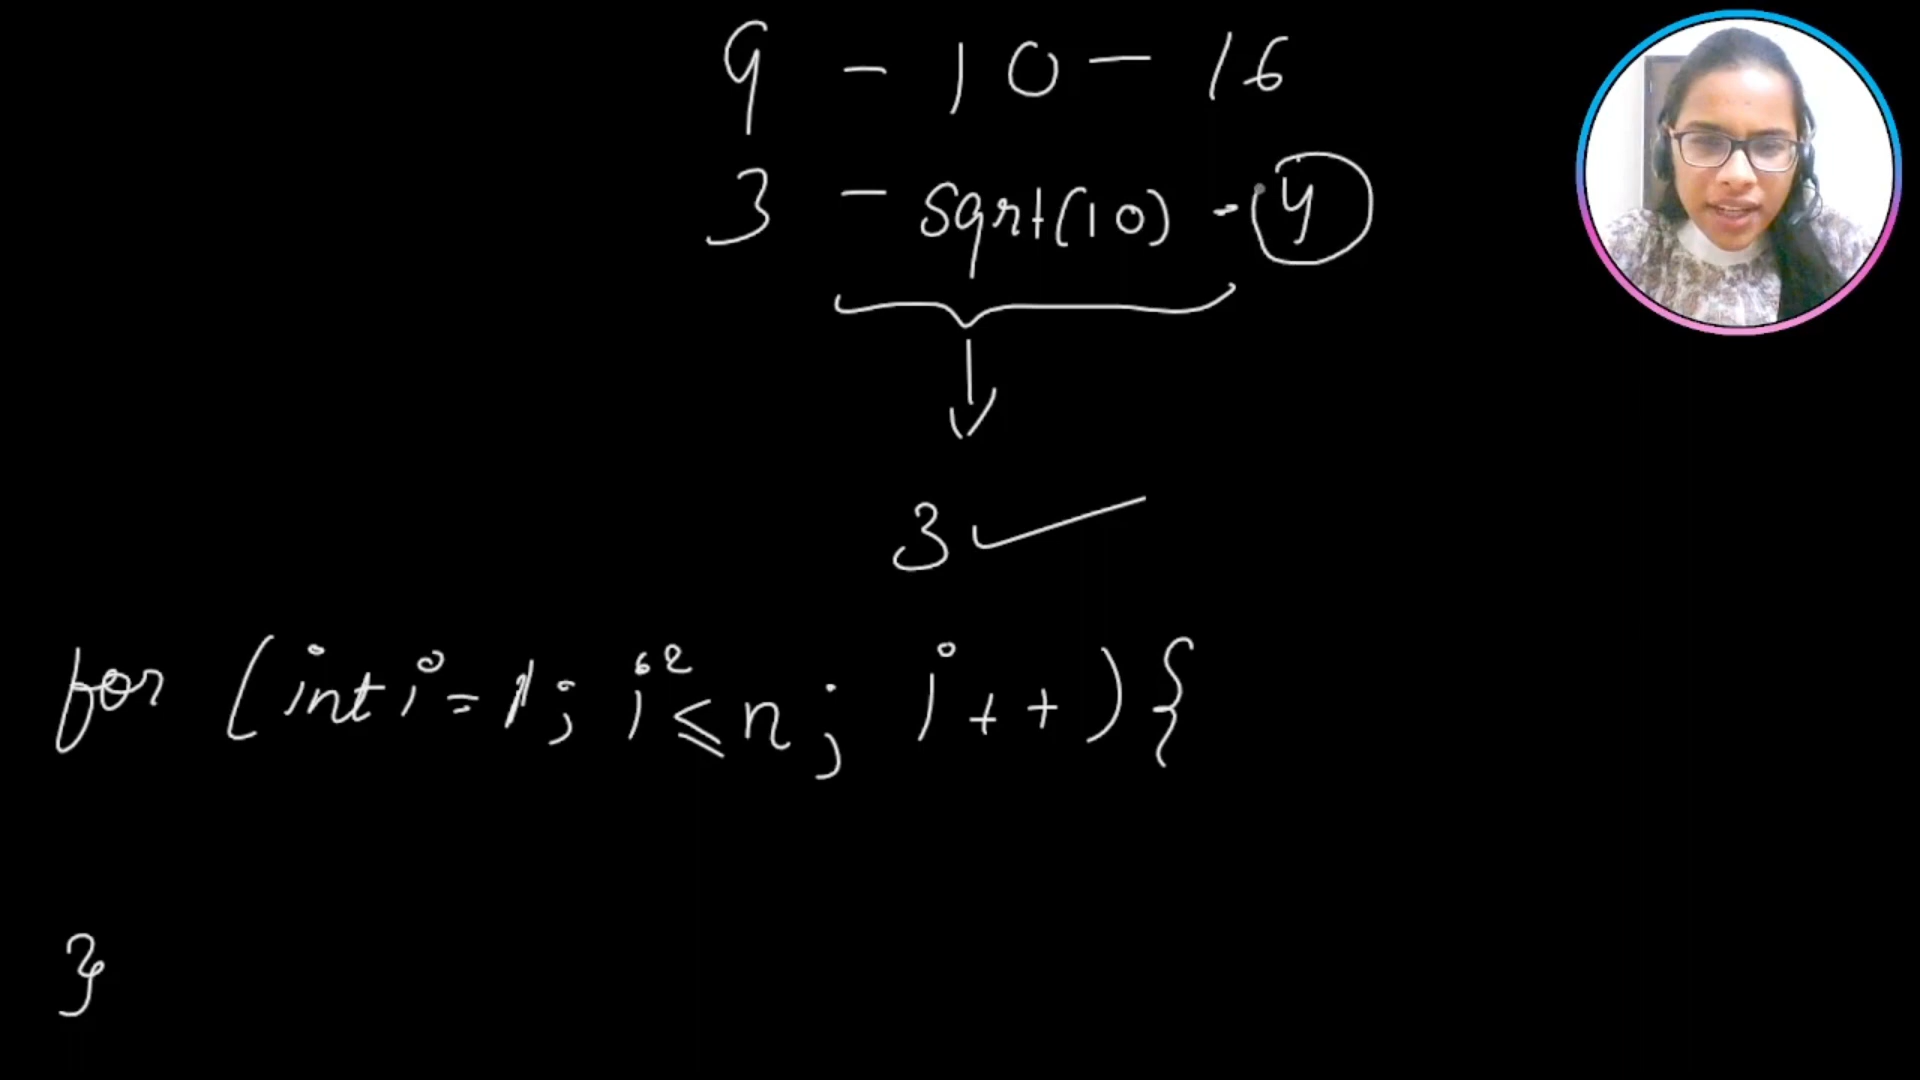 9 - 10 - 16
3 - sqrt(10) - 4
3
for (int i = 1; i² ≤ n; i++) {
}